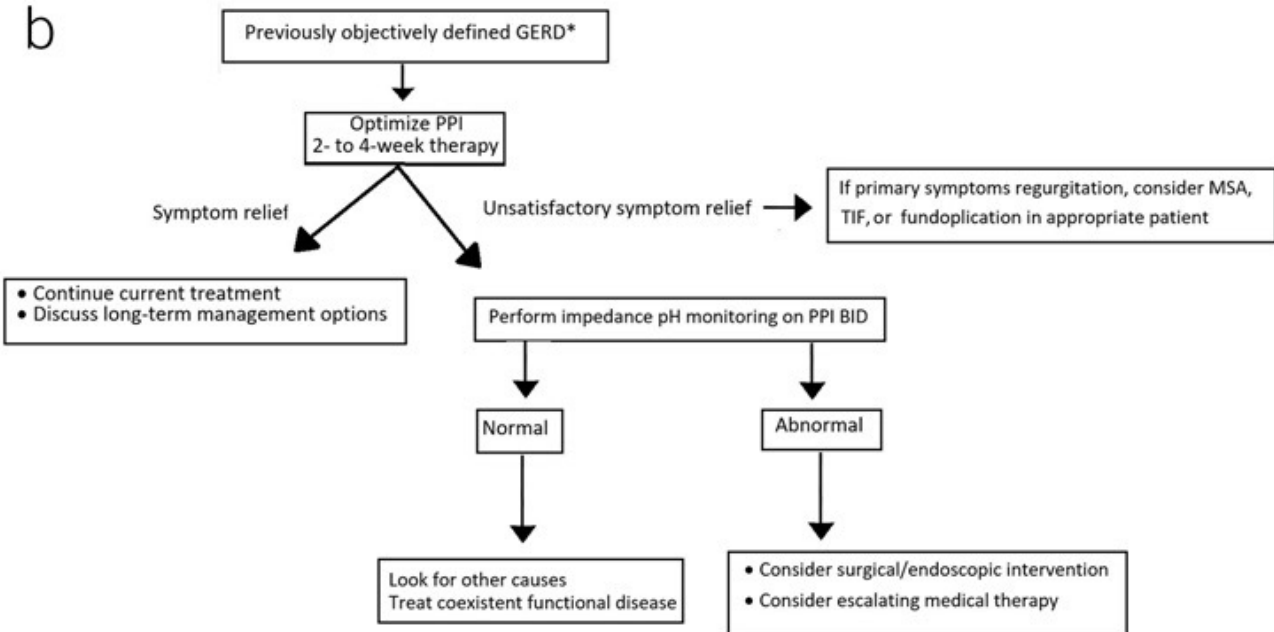 b
Previously objectively defined GERD*
Optimize PPI
2- to 4-week therapy
Symptom relief
Unsatisfactory symptom relief
If primary symptoms regurgitation, consider MSA,
TIF, or fundoplication in appropriate patient
• Continue current treatment
• Discuss long-term management options
Perform impedance pH monitoring on PPI BID
Normal
Abnormal
Look for other causes
Treat coexistent functional disease
• Consider surgical/endoscopic intervention
• Consider escalating medical therapy